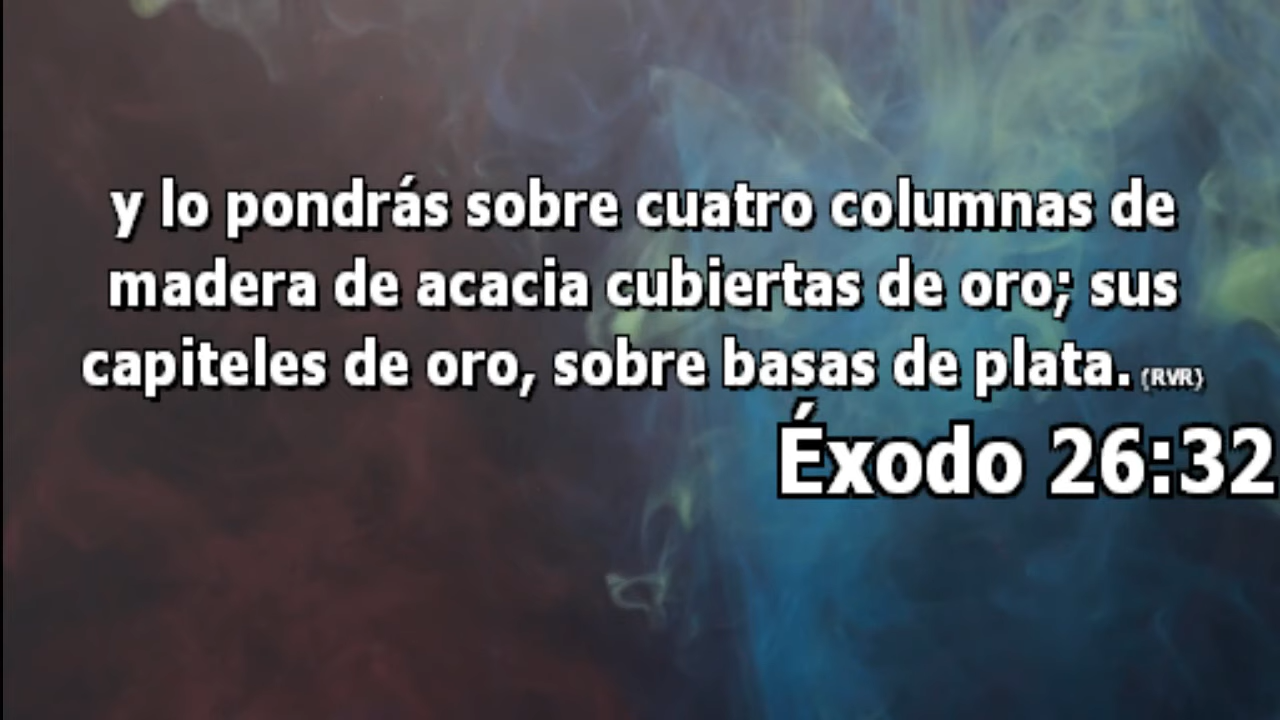 y lo pondrás sobre cuatro columnas de
madera de acacia cubiertas de oro; sus
capiteles de oro, sobre basas de plata. (RVR)
Éxodo 26:32